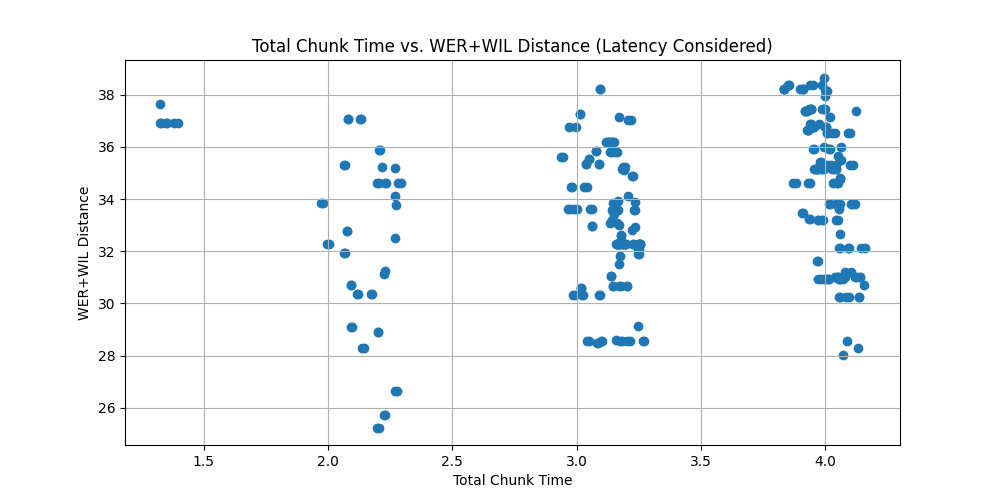 Total Chunk Time vs. WER+WIL Distance (Latency Considered)
WER+WIL Distance
38
36
34
32
30
28
26
1.5 2.0 2.5 3.0 3.5 4.0
Total Chunk Time